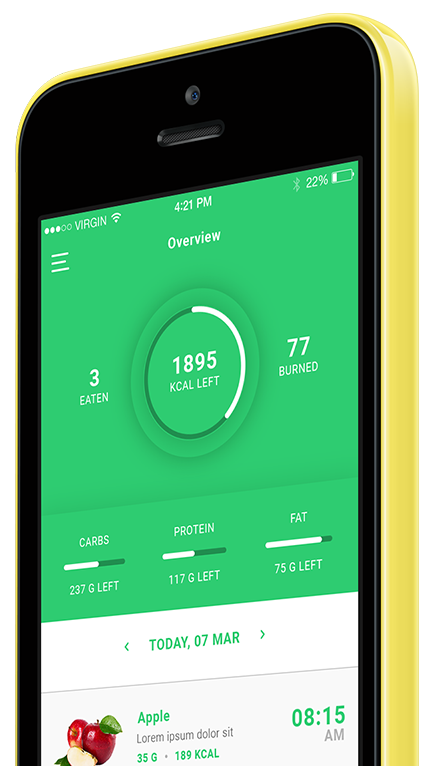 VIRGIN 4:21 PM 22%
Overview
3
EATEN
1895
KCAL LEFT
77
BURNED
CARBS PROTEIN FAT
237 G LEFT 117 G LEFT 75 G LEFT
‹ TODAY, 07 MAR ›
Apple
Lorem ipsum dolor sit
35 G • 189 KCAL
08:15
AM